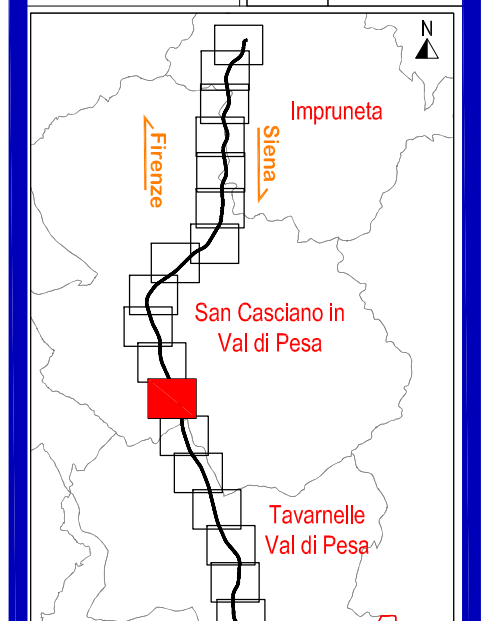 N
Impruneta
Firenze
Siena
San Casciano in
Val di Pesa
Tavarnelle
Val di Pesa